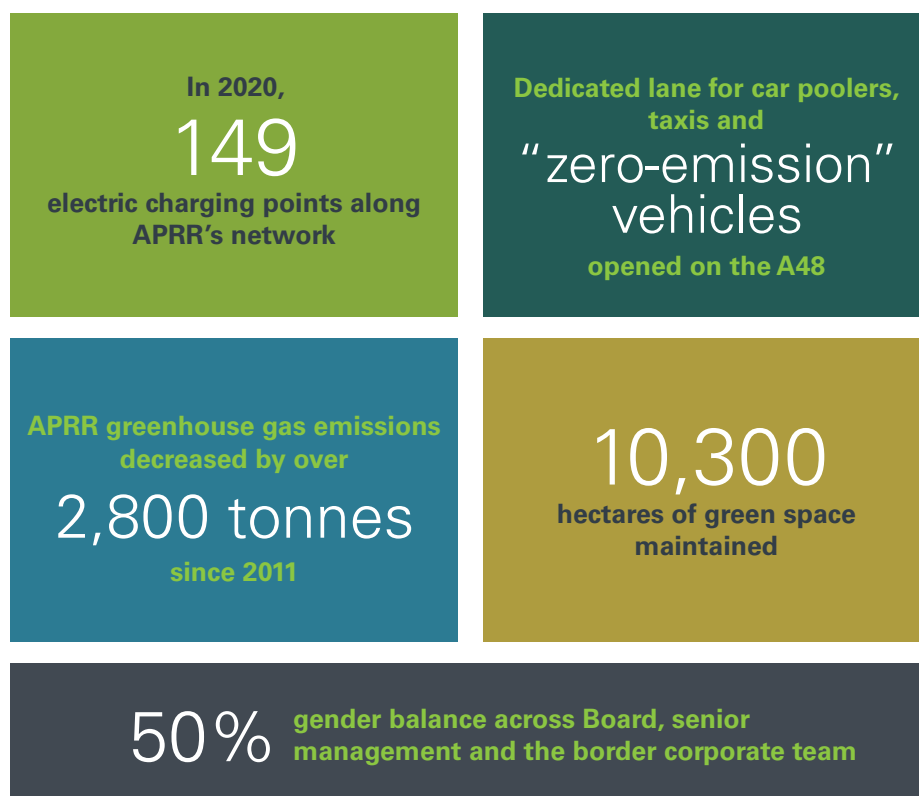 In 2020,
149
electric charging points along
APRR’s network
Dedicated lane for car poolers,
taxis and
“zero-emission”
vehicles
opened on the A48
APRR greenhouse gas emissions
decreased by over
2,800 tonnes
since 2011
10,300
hectares of green space
maintained
50%
gender balance across Board, senior
management and the border corporate team